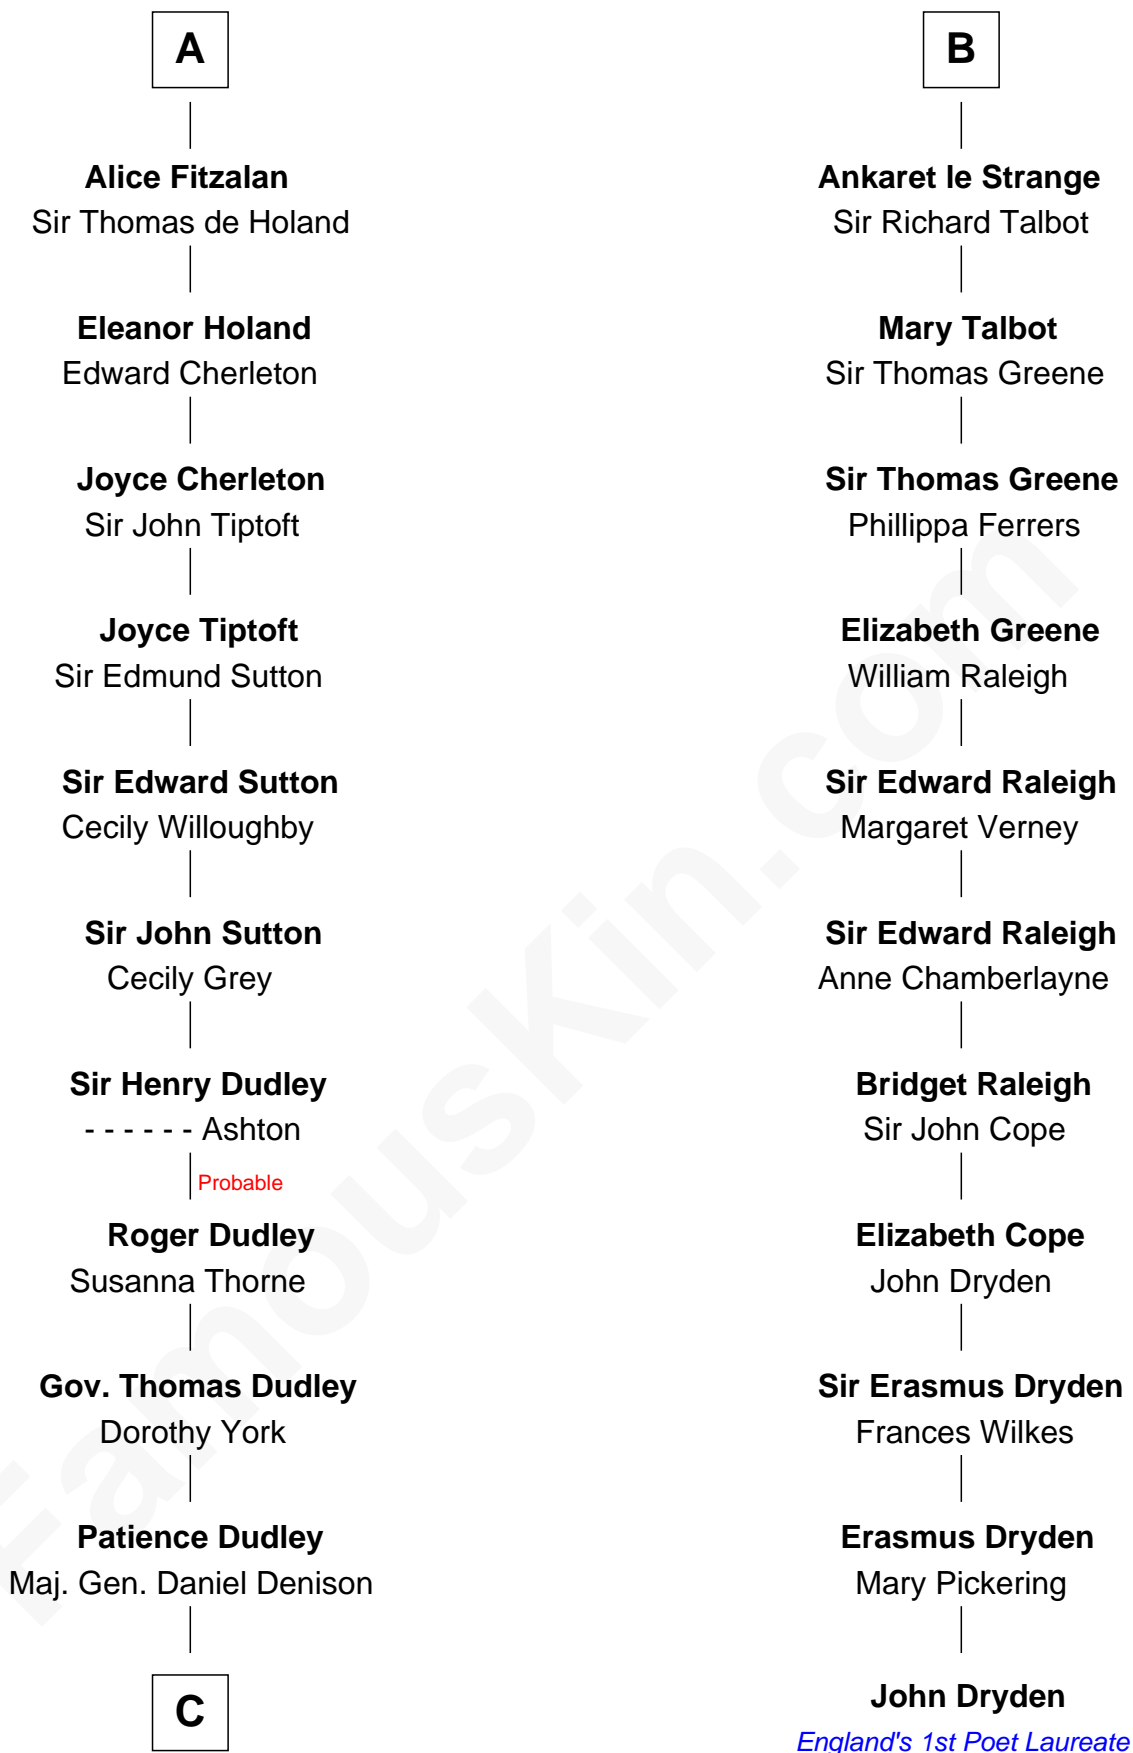 A
Alice Fitzalan
Sir Thomas de Holand
Eleanor Holand
Edward Cherleton
Joyce Cherleton
Sir John Tiptoft
Joyce Tiptoft
Sir Edmund Sutton
Sir Edward Sutton
Cecily Willoughby
Sir John Sutton
Cecily Grey
Sir Henry Dudley
- - - - - - Ashton
Probable
Roger Dudley
Susanna Thorne
Gov. Thomas Dudley
Dorothy York
Patience Dudley
Maj. Gen. Daniel Denison
C
B
Ankaret le Strange
Sir Richard Talbot
Mary Talbot
Sir Thomas Greene
Sir Thomas Greene
Phillippa Ferrers
Elizabeth Greene
William Raleigh
Sir Edward Raleigh
Margaret Verney
Sir Edward Raleigh
Anne Chamberlayne
Bridget Raleigh
Sir John Cope
Elizabeth Cope
John Dryden
Sir Erasmus Dryden
Frances Wilkes
Erasmus Dryden
Mary Pickering
John Dryden
England's 1st Poet Laureate
FamousKin.com